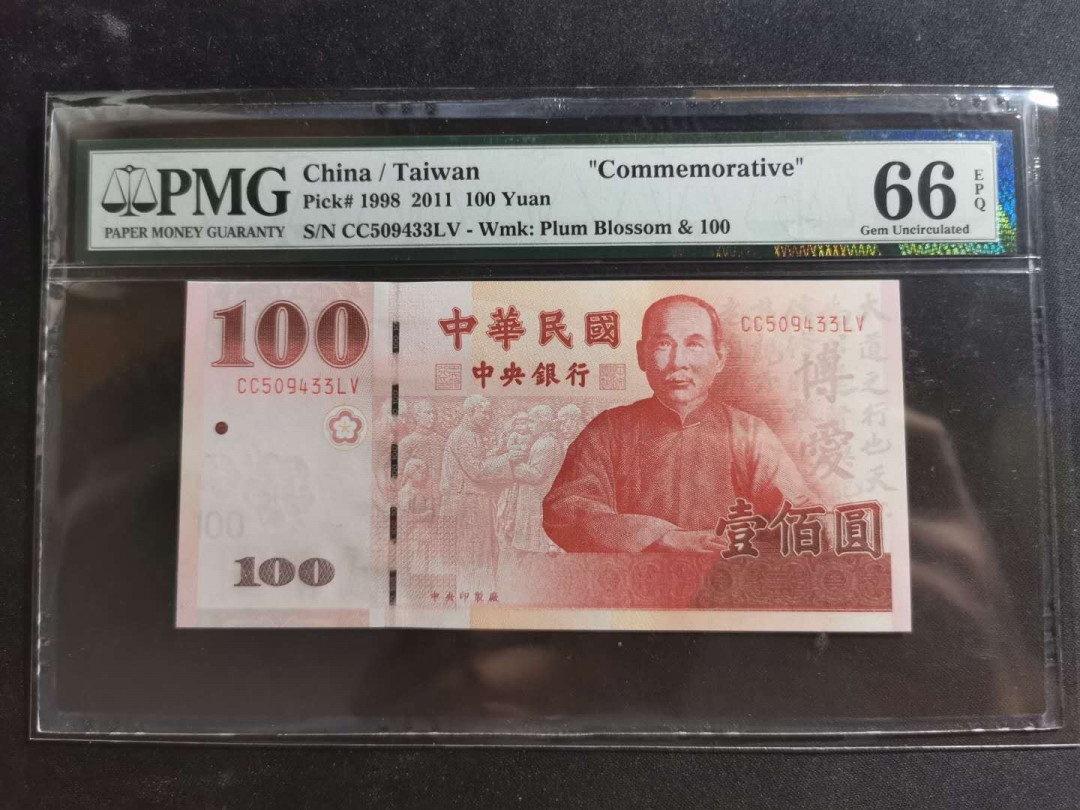 PMG
PAPER MONEY GUARANTY
China / Taiwan "Commemorative"
Pick# 1998 2011 100 Yuan
S/N CC509433LV - Wmk: Plum Blossom & 100
66
EPQ
Gem Uncirculated
100
CC509433LV
中華民國
中央銀行
CC509433LV
博愛
大道之行也天
壹佰圓
100
100
中央印製廠